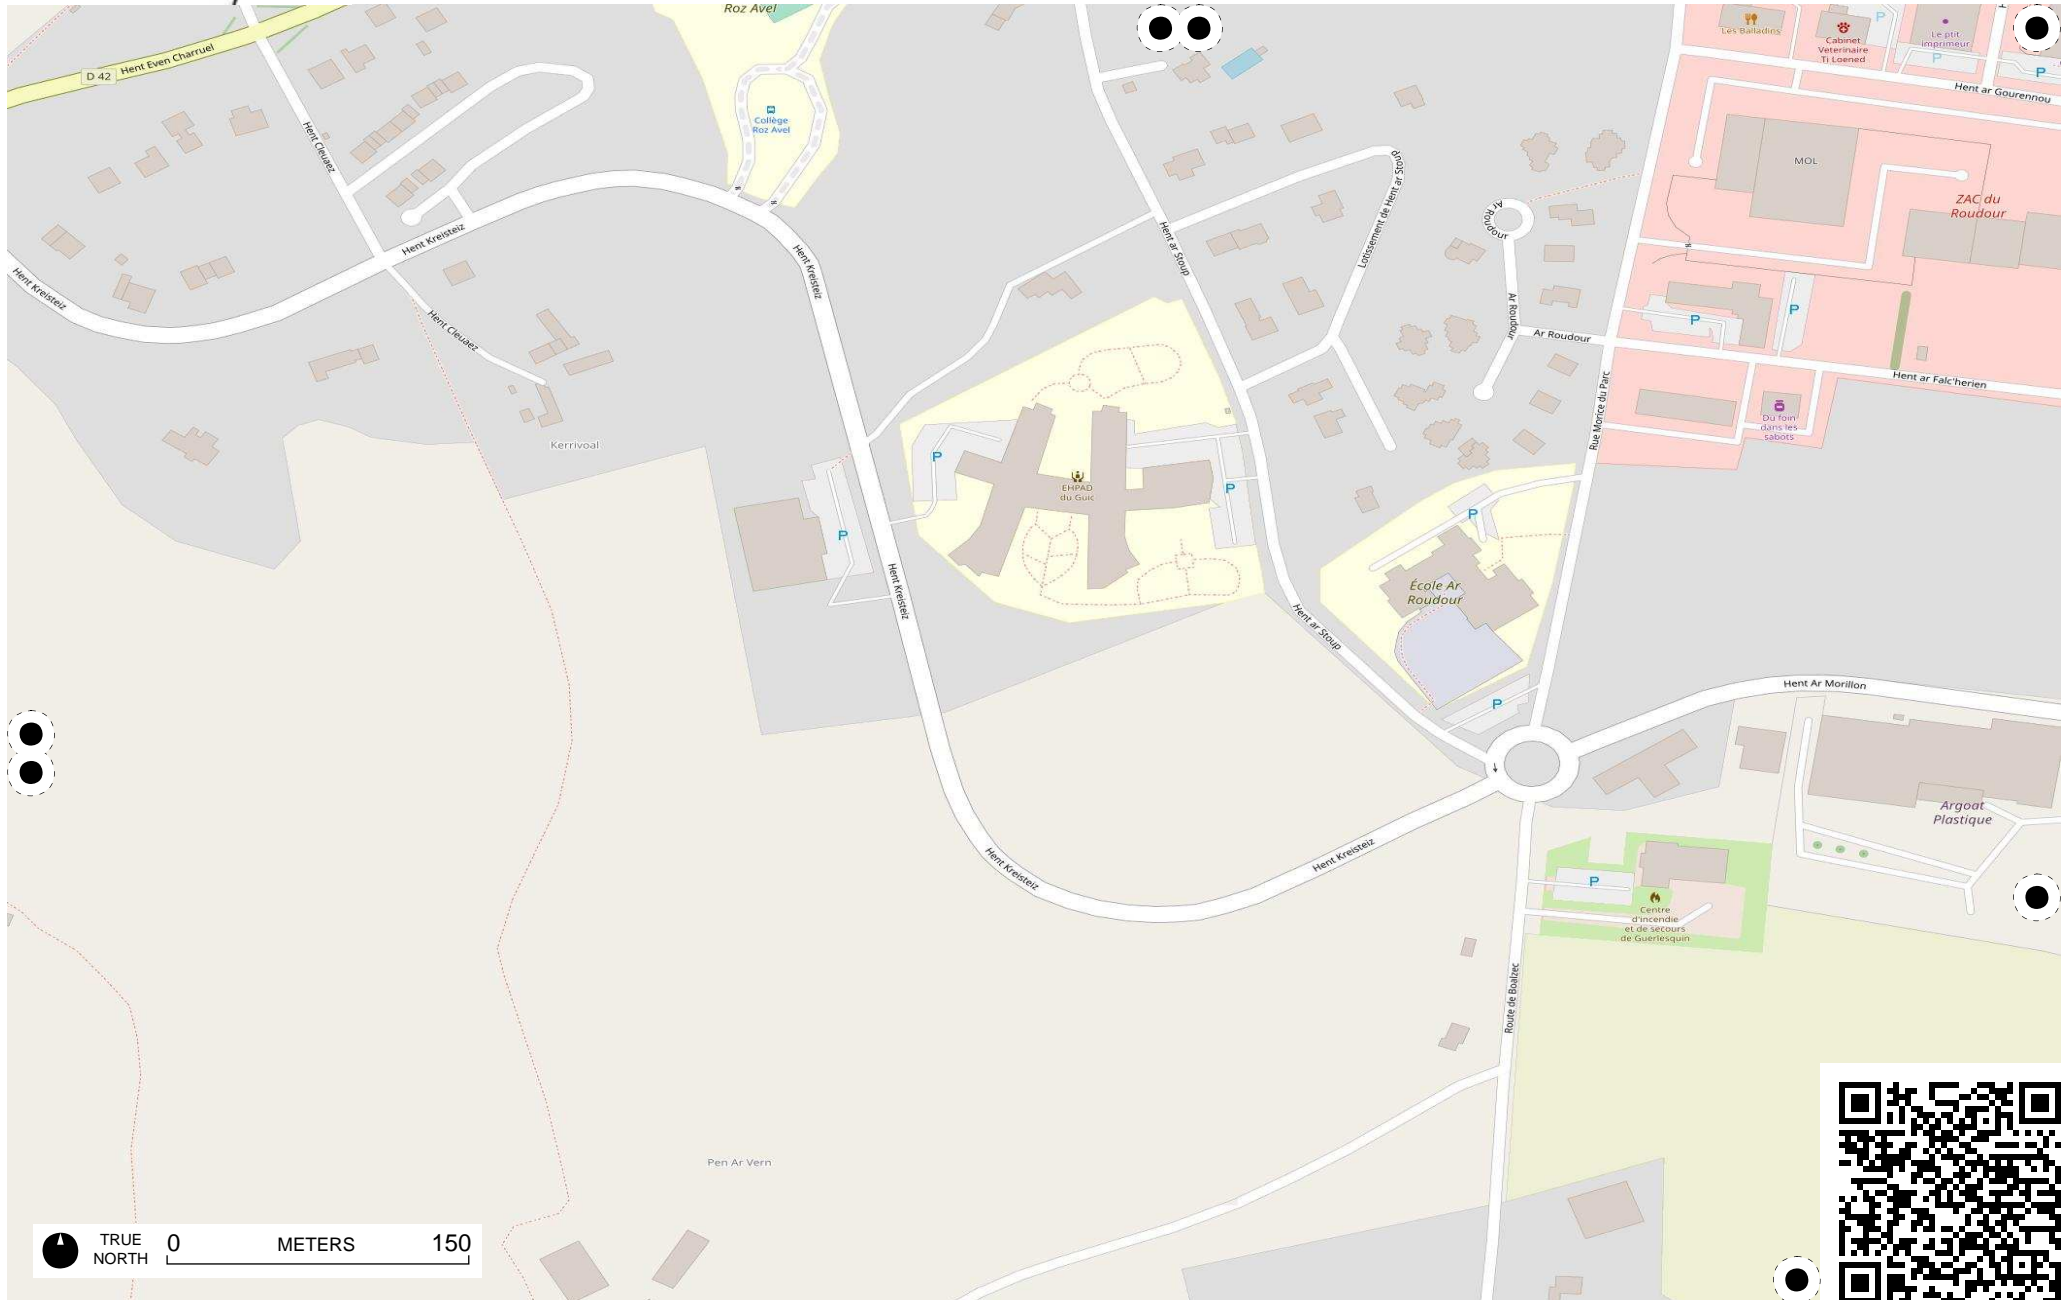 Roz Avel
Les Balladins
Cabinet
Veterinaire
Ti Loened
Le ptit
Imprimeur
P
P
P
D 42
Hent Even Charruel
Hent ar Gourennou
Hent Cleuaez
Collège
Roz Avel
MOL
ZAC du
Roudour
Lotissement de Hent ar Stoup
Ar Roudour
Hent Kreisteiz
Hent Kreisteiz
Hent Kreisteiz
Hent ar Stoup
Ar Roudour
Ar Roudour
P
P
Hent Cleuaez
Hent ar Falc'herien
Rue Morice du Parc
Du foin
dans les
sabots
Kerrivoal
P
EHPAD
du Guic
P
P
P
École Ar
Roudour
Hent Kreisteiz
Hent ar Stoup
Hent Ar Morillon
P
Argoat
Plastique
Hent Kreisteiz
Hent Kreisteiz
P
Centre
d'incendie
et de secours
de Guerlesquin
Route de Boalzec
Pen Ar Vern
TRUE
NORTH
0 METERS 150